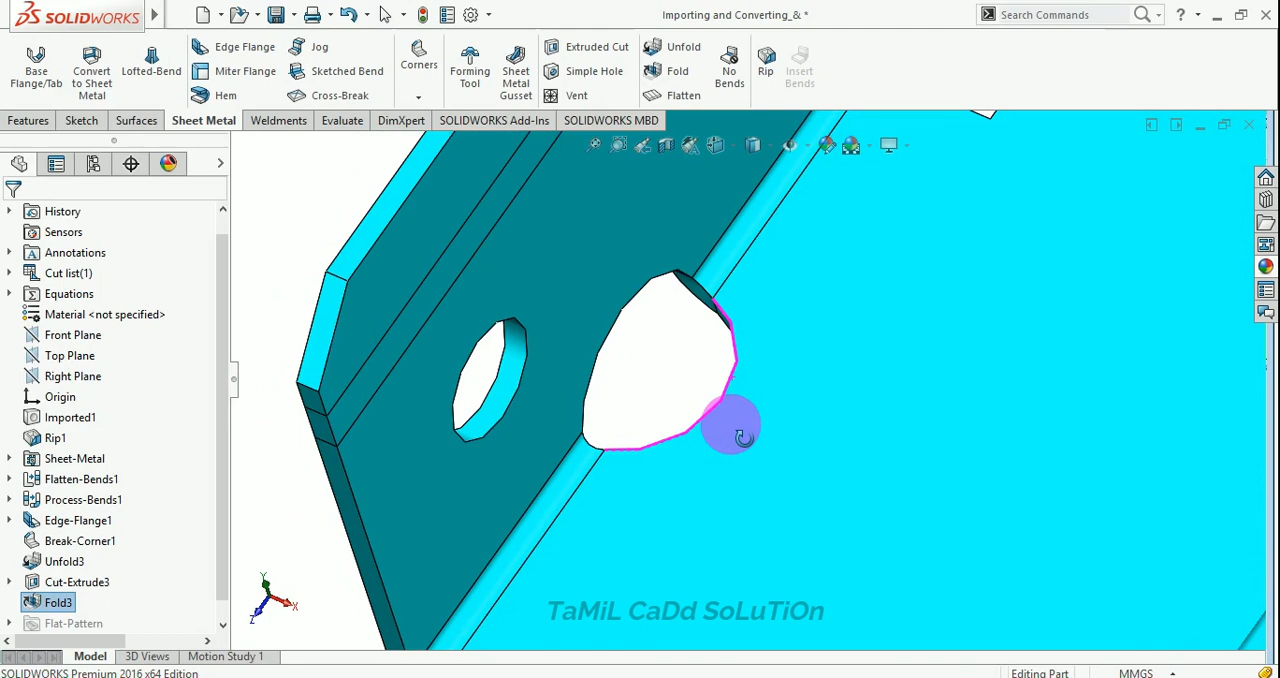 SOLIDWORKS
Importing and Converting_& *
Search Commands
?
Base Flange/Tab
Convert to Sheet Metal
Lofted-Bend
Edge Flange
Miter Flange
Hem
Jog
Sketched Bend
Cross-Break
Corners
Forming Tool
Sheet Metal Gusset
Extruded Cut
Simple Hole
Vent
Unfold
Fold
Flatten
No Bends
Rip
Insert Bends
Features
Sketch
Surfaces
Sheet Metal
Weldments
Evaluate
DimXpert
SOLIDWORKS Add-Ins
SOLIDWORKS MBD
History
Sensors
Annotations
Cut list(1)
Equations
Material <not specified>
Front Plane
Top Plane
Right Plane
Origin
Imported1
Rip1
Sheet-Metal
Flatten-Bends1
Process-Bends1
Edge-Flange1
Break-Corner1
Unfold3
Cut-Extrude3
Fold3
Flat-Pattern
Y
X
Z
TaMiL CaDd SoLuTiOn
Model
3D Views
Motion Study 1
SOLIDWORKS Premium 2016 x64 Edition
Editing Part
MMGS